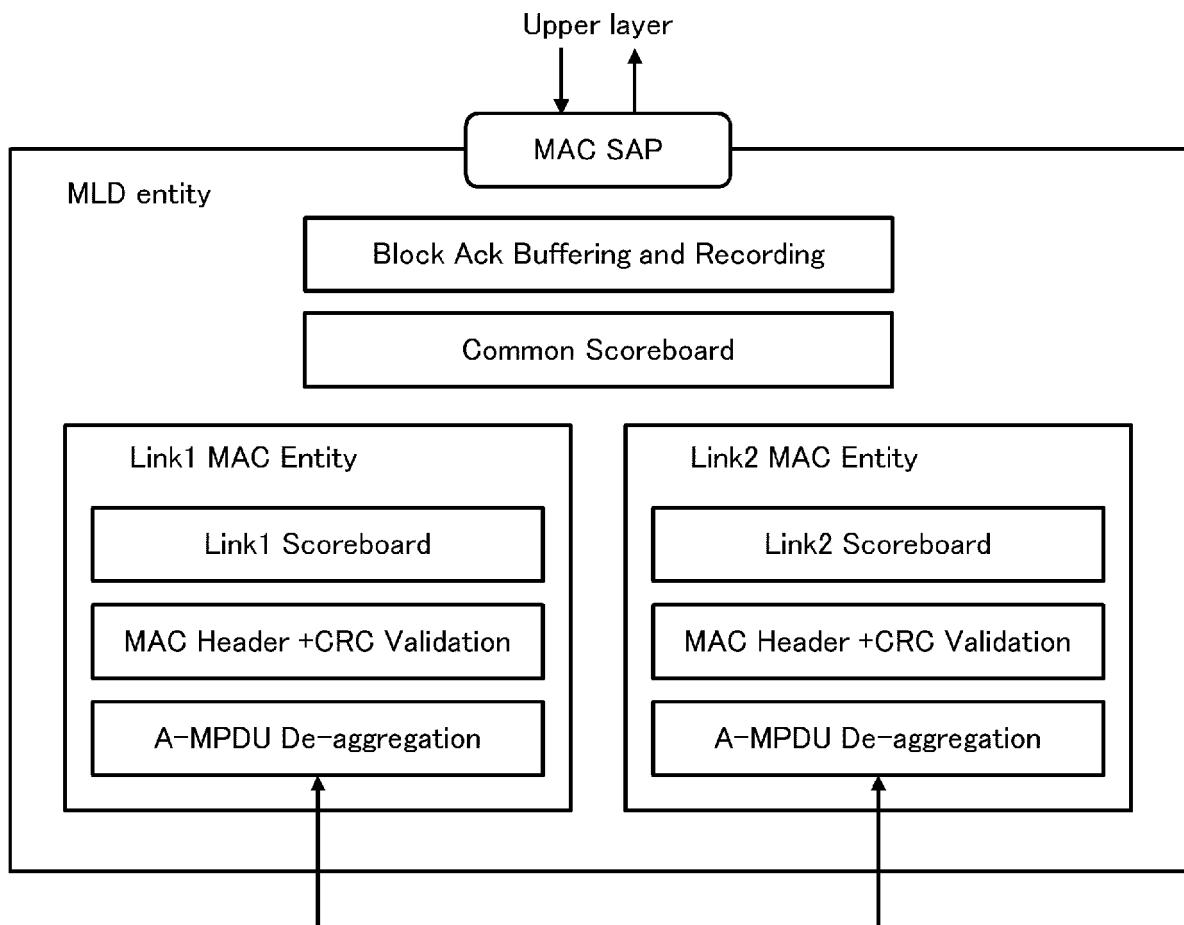 Upper layer
MAC SAP
MLD entity
Block Ack Buffering and Recording
Common Scoreboard
Link1 MAC Entity
Link1 Scoreboard
MAC Header +CRC Validation
A-MPDU De-aggregation
Link2 MAC Entity
Link2 Scoreboard
MAC Header +CRC Validation
A-MPDU De-aggregation